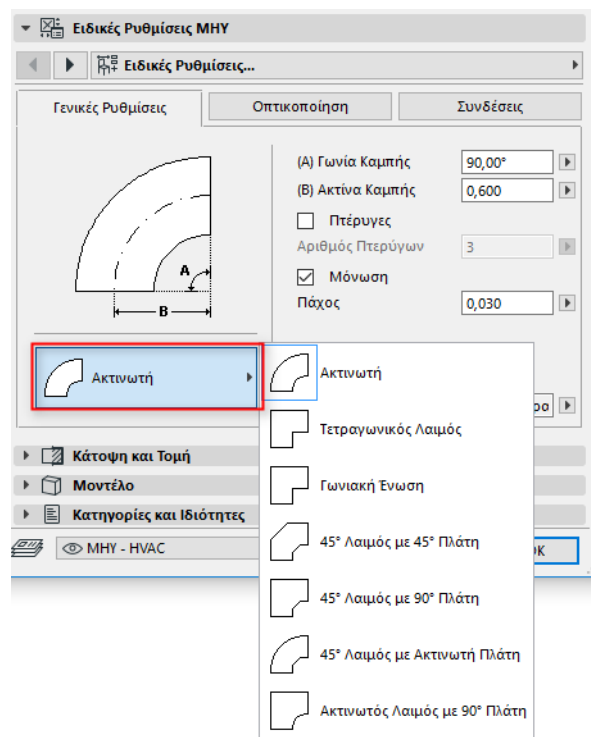 Ειδικές Ρυθμίσεις ΜΗΥ
Ειδικές Ρυθμίσεις...
Γενικές Ρυθμίσεις
Οπτικοποίηση
Συνδέσεις
A
B
(A) Γωνία Καμπής 90,00°
(B) Ακτίνα Καμπής 0,600
Πτέρυγες
Αριθμός Πτερύγων 3
Μόνωση
Πάχος 0,030
Ακτινωτή
Ακτινωτή
Τετραγωνικός Λαιμός
Γωνιακή Ένωση
45° Λαιμός με 45° Πλάτη
45° Λαιμός με 90° Πλάτη
45° Λαιμός με Ακτινωτή Πλάτη
Ακτινωτός Λαιμός με 90° Πλάτη
Κάτοψη και Τομή
Μοντέλο
Κατηγορίες και Ιδιότητες
ΜΗΥ - HVAC